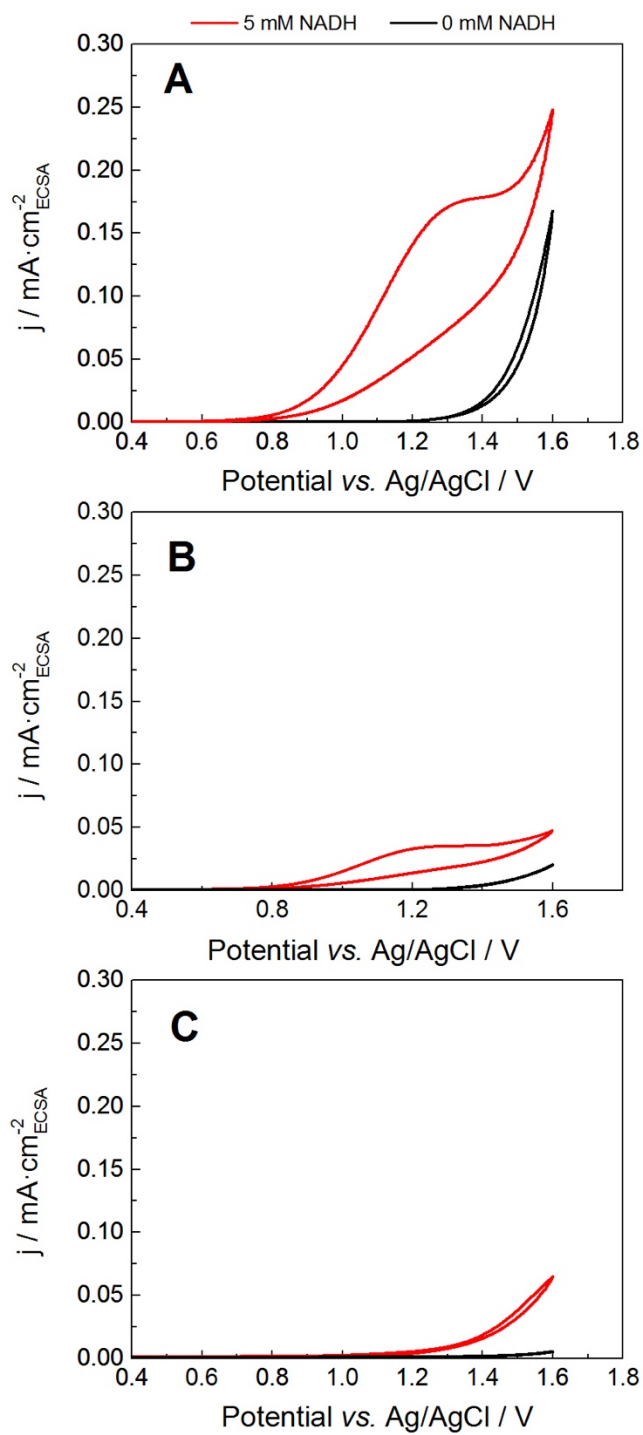 5 mM NADH 0 mM NADH
A
0.30
0.25
0.20
0.15
0.10
0.05
0.00
j / mA·cm-2ECSA
0.4 0.6 0.8 1.0 1.2 1.4 1.6 1.8
Potential vs. Ag/AgCl / V
B
0.30
0.25
0.20
0.15
0.10
0.05
0.00
j / mA·cm-2ECSA
0.4 0.8 1.2 1.6
Potential vs. Ag/AgCl / V
C
0.30
0.25
0.20
0.15
0.10
0.05
0.00
j / mA·cm-2ECSA
0.4 0.6 0.8 1.0 1.2 1.4 1.6 1.8
Potential vs. Ag/AgCl / V